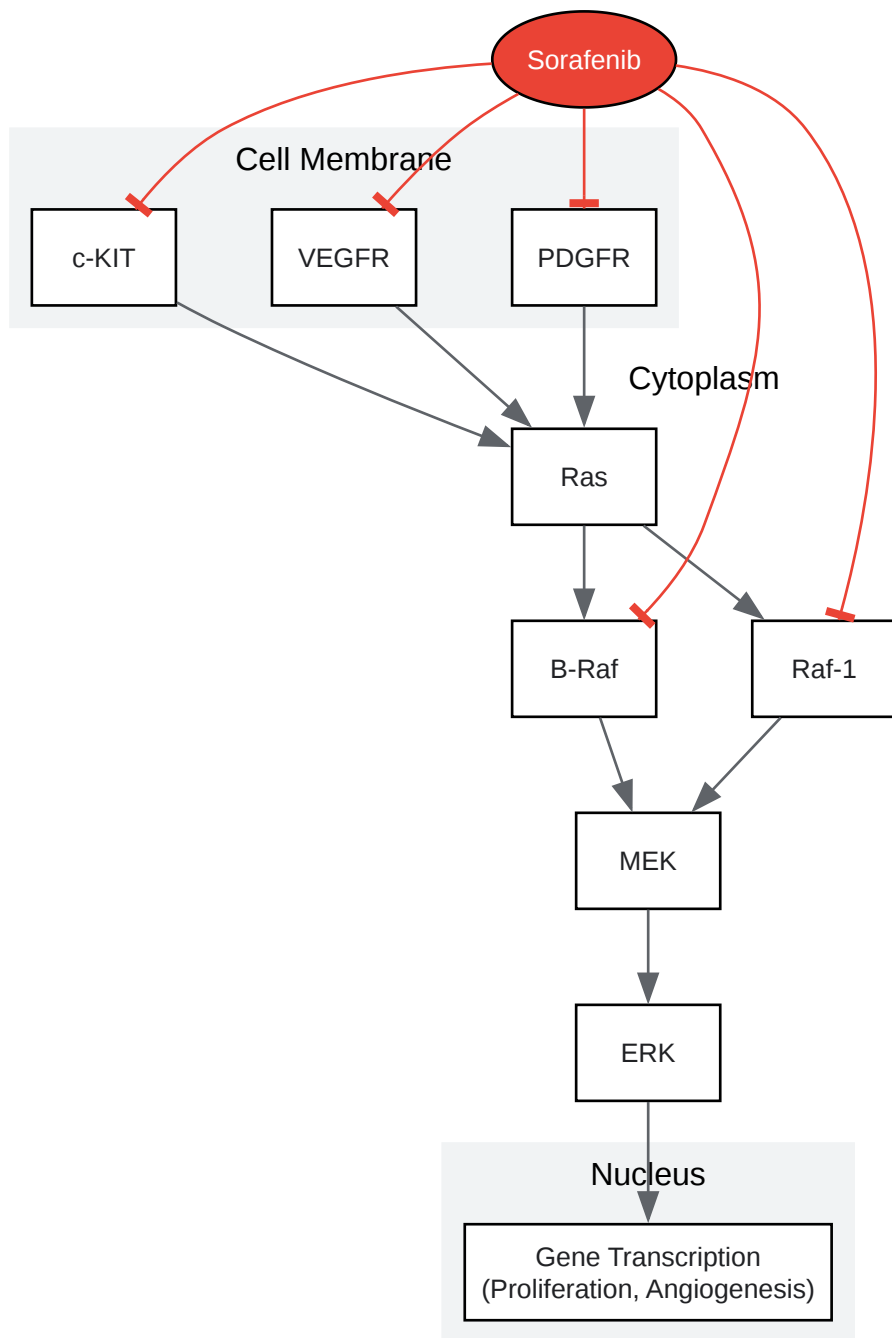 Sorafenib
Cell Membrane
c-KIT
VEGFR
PDGFR
Cytoplasm
Ras
B-Raf
Raf-1
MEK
ERK
Nucleus
Gene Transcription
(Proliferation, Angiogenesis)